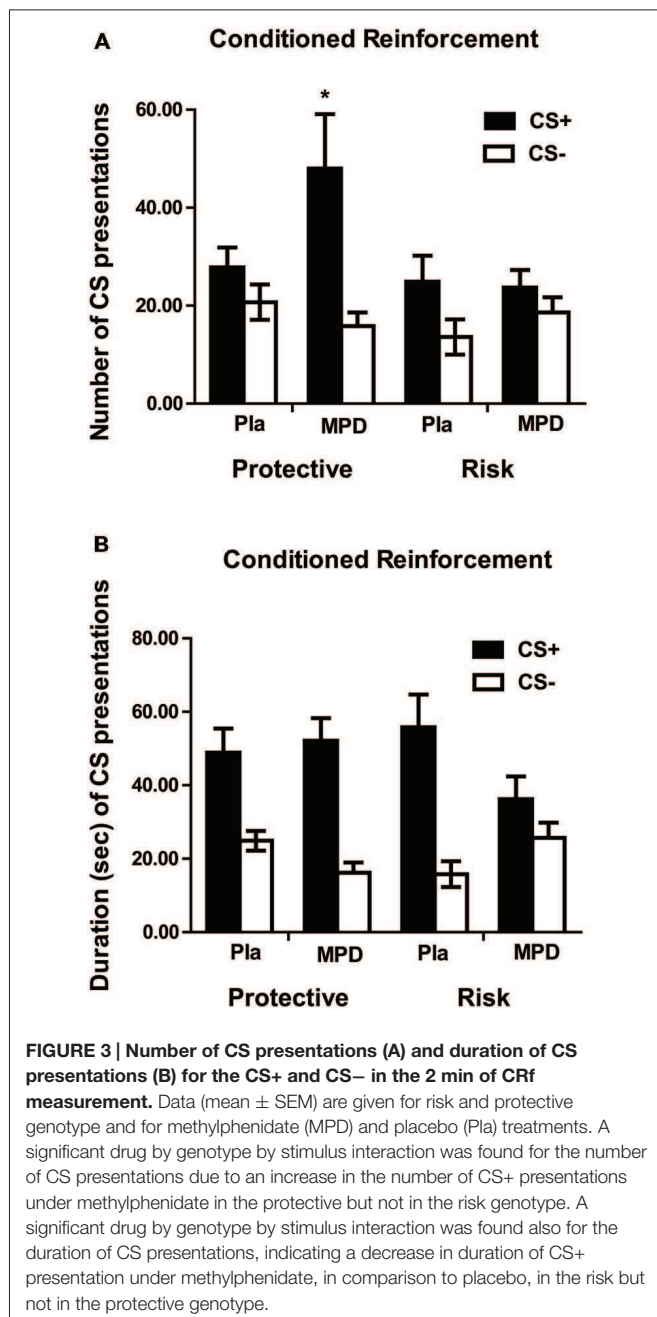 A
Conditioned Reinforcement
*
60.00
CS+
CS-
Number of CS presentations
40.00
20.00
0.00
Pla
MPD
Pla
MPD
Protective
Risk
B
Conditioned Reinforcement
80.00
CS+
CS-
Duration (sec) of CS presentations
60.00
40.00
20.00
0.00
Pla
MPD
Pla
MPD
Protective
Risk
FIGURE 3 | Number of CS presentations (A) and duration of CS
presentations (B) for the CS+ and CS− in the 2 min of CRf
measurement. Data (mean ± SEM) are given for risk and protective
genotype and for methylphenidate (MPD) and placebo (Pla) treatments. A
significant drug by genotype by stimulus interaction was found for the number
of CS presentations due to an increase in the number of CS+ presentations
under methylphenidate in the protective but not in the risk genotype. A
significant drug by genotype by stimulus interaction was found also for the
duration of CS presentations, indicating a decrease in duration of CS+
presentation under methylphenidate, in comparison to placebo, in the risk but
not in the protective genotype.